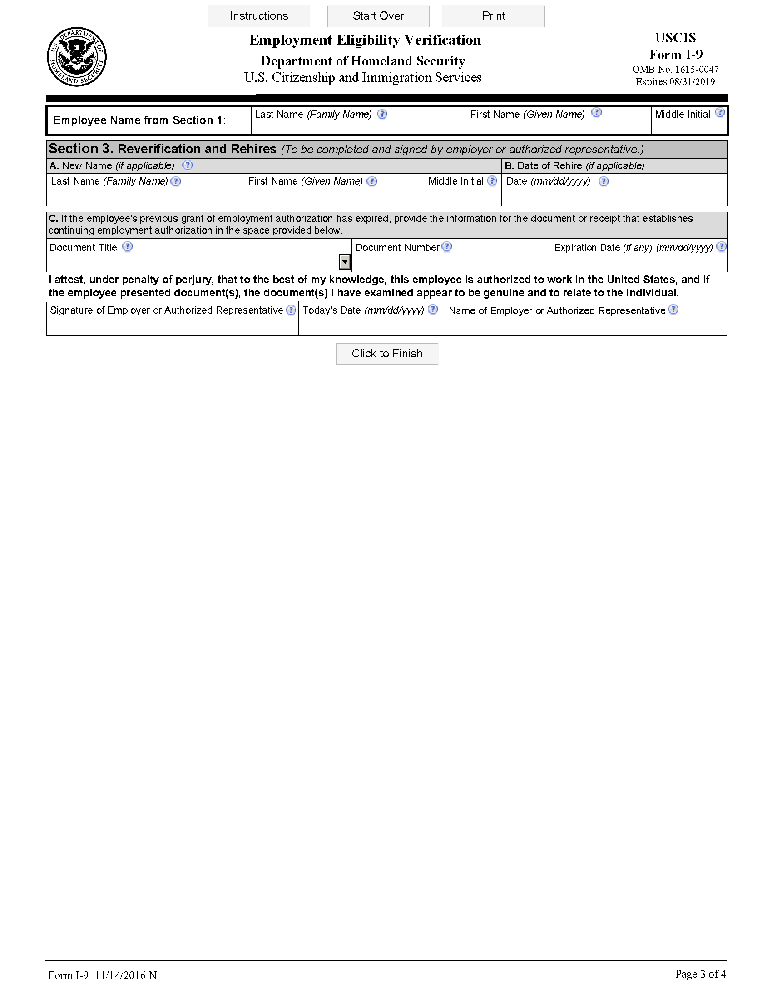 Instructions Start Over Print
U.S. DEPARTMENT OF HOMELAND SECURITY
Employment Eligibility Verification
Department of Homeland Security
U.S. Citizenship and Immigration Services
USCIS
Form I-9
OMB No. 1615-0047
Expires 08/31/2019
Employee Name from Section 1: Last Name (Family Name) ? First Name (Given Name) ? Middle Initial ?
Section 3. Reverification and Rehires (To be completed and signed by employer or authorized representative.)
A. New Name (if applicable) ? B. Date of Rehire (if applicable)
Last Name (Family Name) ? First Name (Given Name) ? Middle Initial ? Date (mm/dd/yyyy) ?
C. If the employee's previous grant of employment authorization has expired, provide the information for the document or receipt that establishes
continuing employment authorization in the space provided below.
Document Title ? Document Number ? Expiration Date (if any) (mm/dd/yyyy) ?
I attest, under penalty of perjury, that to the best of my knowledge, this employee is authorized to work in the United States, and if
the employee presented document(s), the document(s) I have examined appear to be genuine and to relate to the individual.
Signature of Employer or Authorized Representative ? Today's Date (mm/dd/yyyy) ? Name of Employer or Authorized Representative ?
Click to Finish
Form I-9 11/14/2016 N
Page 3 of 4